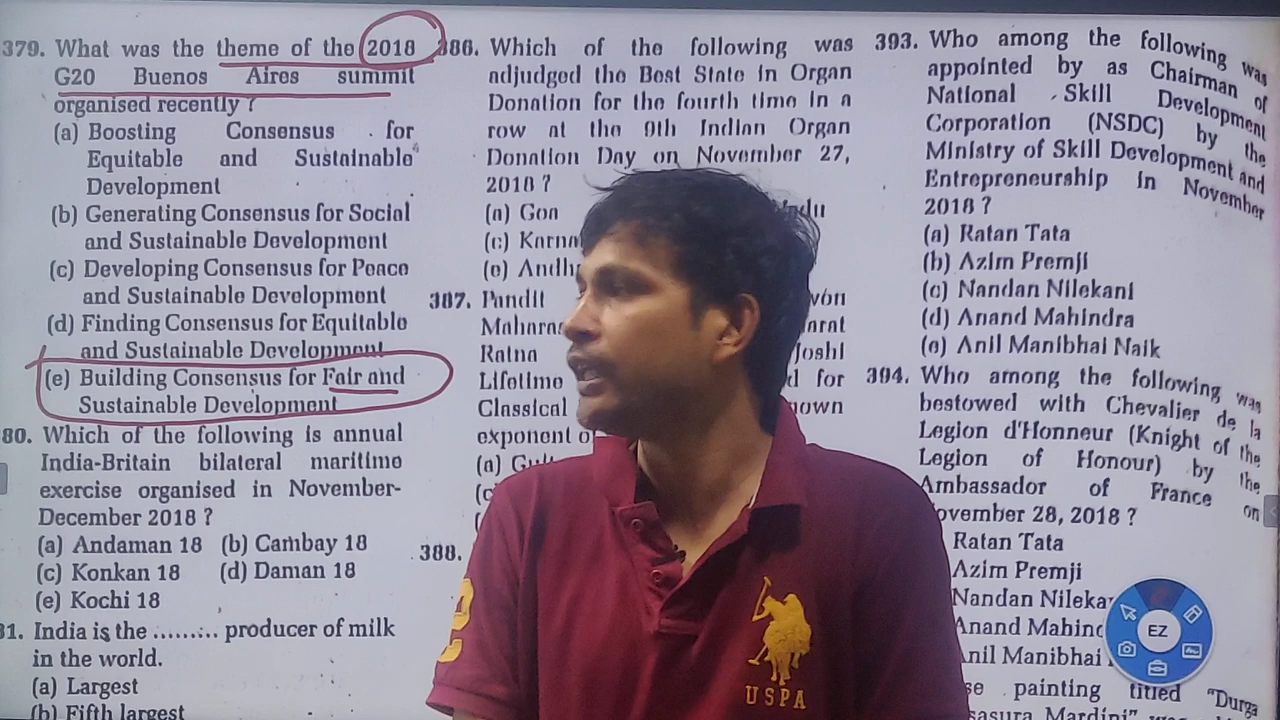 379. What was the theme of the 2018
G20 Buenos Aires summit
organised recently ?
(a) Boosting Consensus for
Equitable and Sustainable
Development
(b) Generating Consensus for Social
and Sustainable Development
(c) Developing Consensus for Peace
and Sustainable Development
(d) Finding Consensus for Equitable
and Sustainable Development
(e) Building Consensus for Fair and
Sustainable Development
80. Which of the following is annual
India-Britain bilateral maritime
exercise organised in November-
December 2018 ?
(a) Andaman 18 (b) Cambay 18
(c) Konkan 18 (d) Daman 18
(e) Kochi 18
31. India is the ......... producer of milk
in the world.
(a) Largest
(b) Fifth largest
386. Which of the following was
adjudged the Best State in Organ
Donation for the fourth time in a
row at the 9th Indian Organ
Donation Day on November 27,
2018 ?
(a) Goa
(c)
(e)
387. Pandit
Ratna Joshi
Lifetime for
Classical
exponent
(a)
388.
393. Who among the following was
appointed by as Chairman of
National Skill Development
Corporation (NSDC) by the
Ministry of Skill Development and
Entrepreneurship in November
2018 ?
(a) Ratan Tata
(b) Azim Premji
(c) Nandan Nilekani
(d) Anand Mahindra
(e) Anil Manibhai Naik
394. Who among the following was
bestowed with Chevalier de la
Legion d'Honneur (Knight of the
Legion of Honour) by the
Ambassador of France on
ovember 28, 2018 ?
Ratan Tata
Azim Premji
Nandan
Anand
Manibhai
painting titled "Durga
Mardini"
EZ
USPA